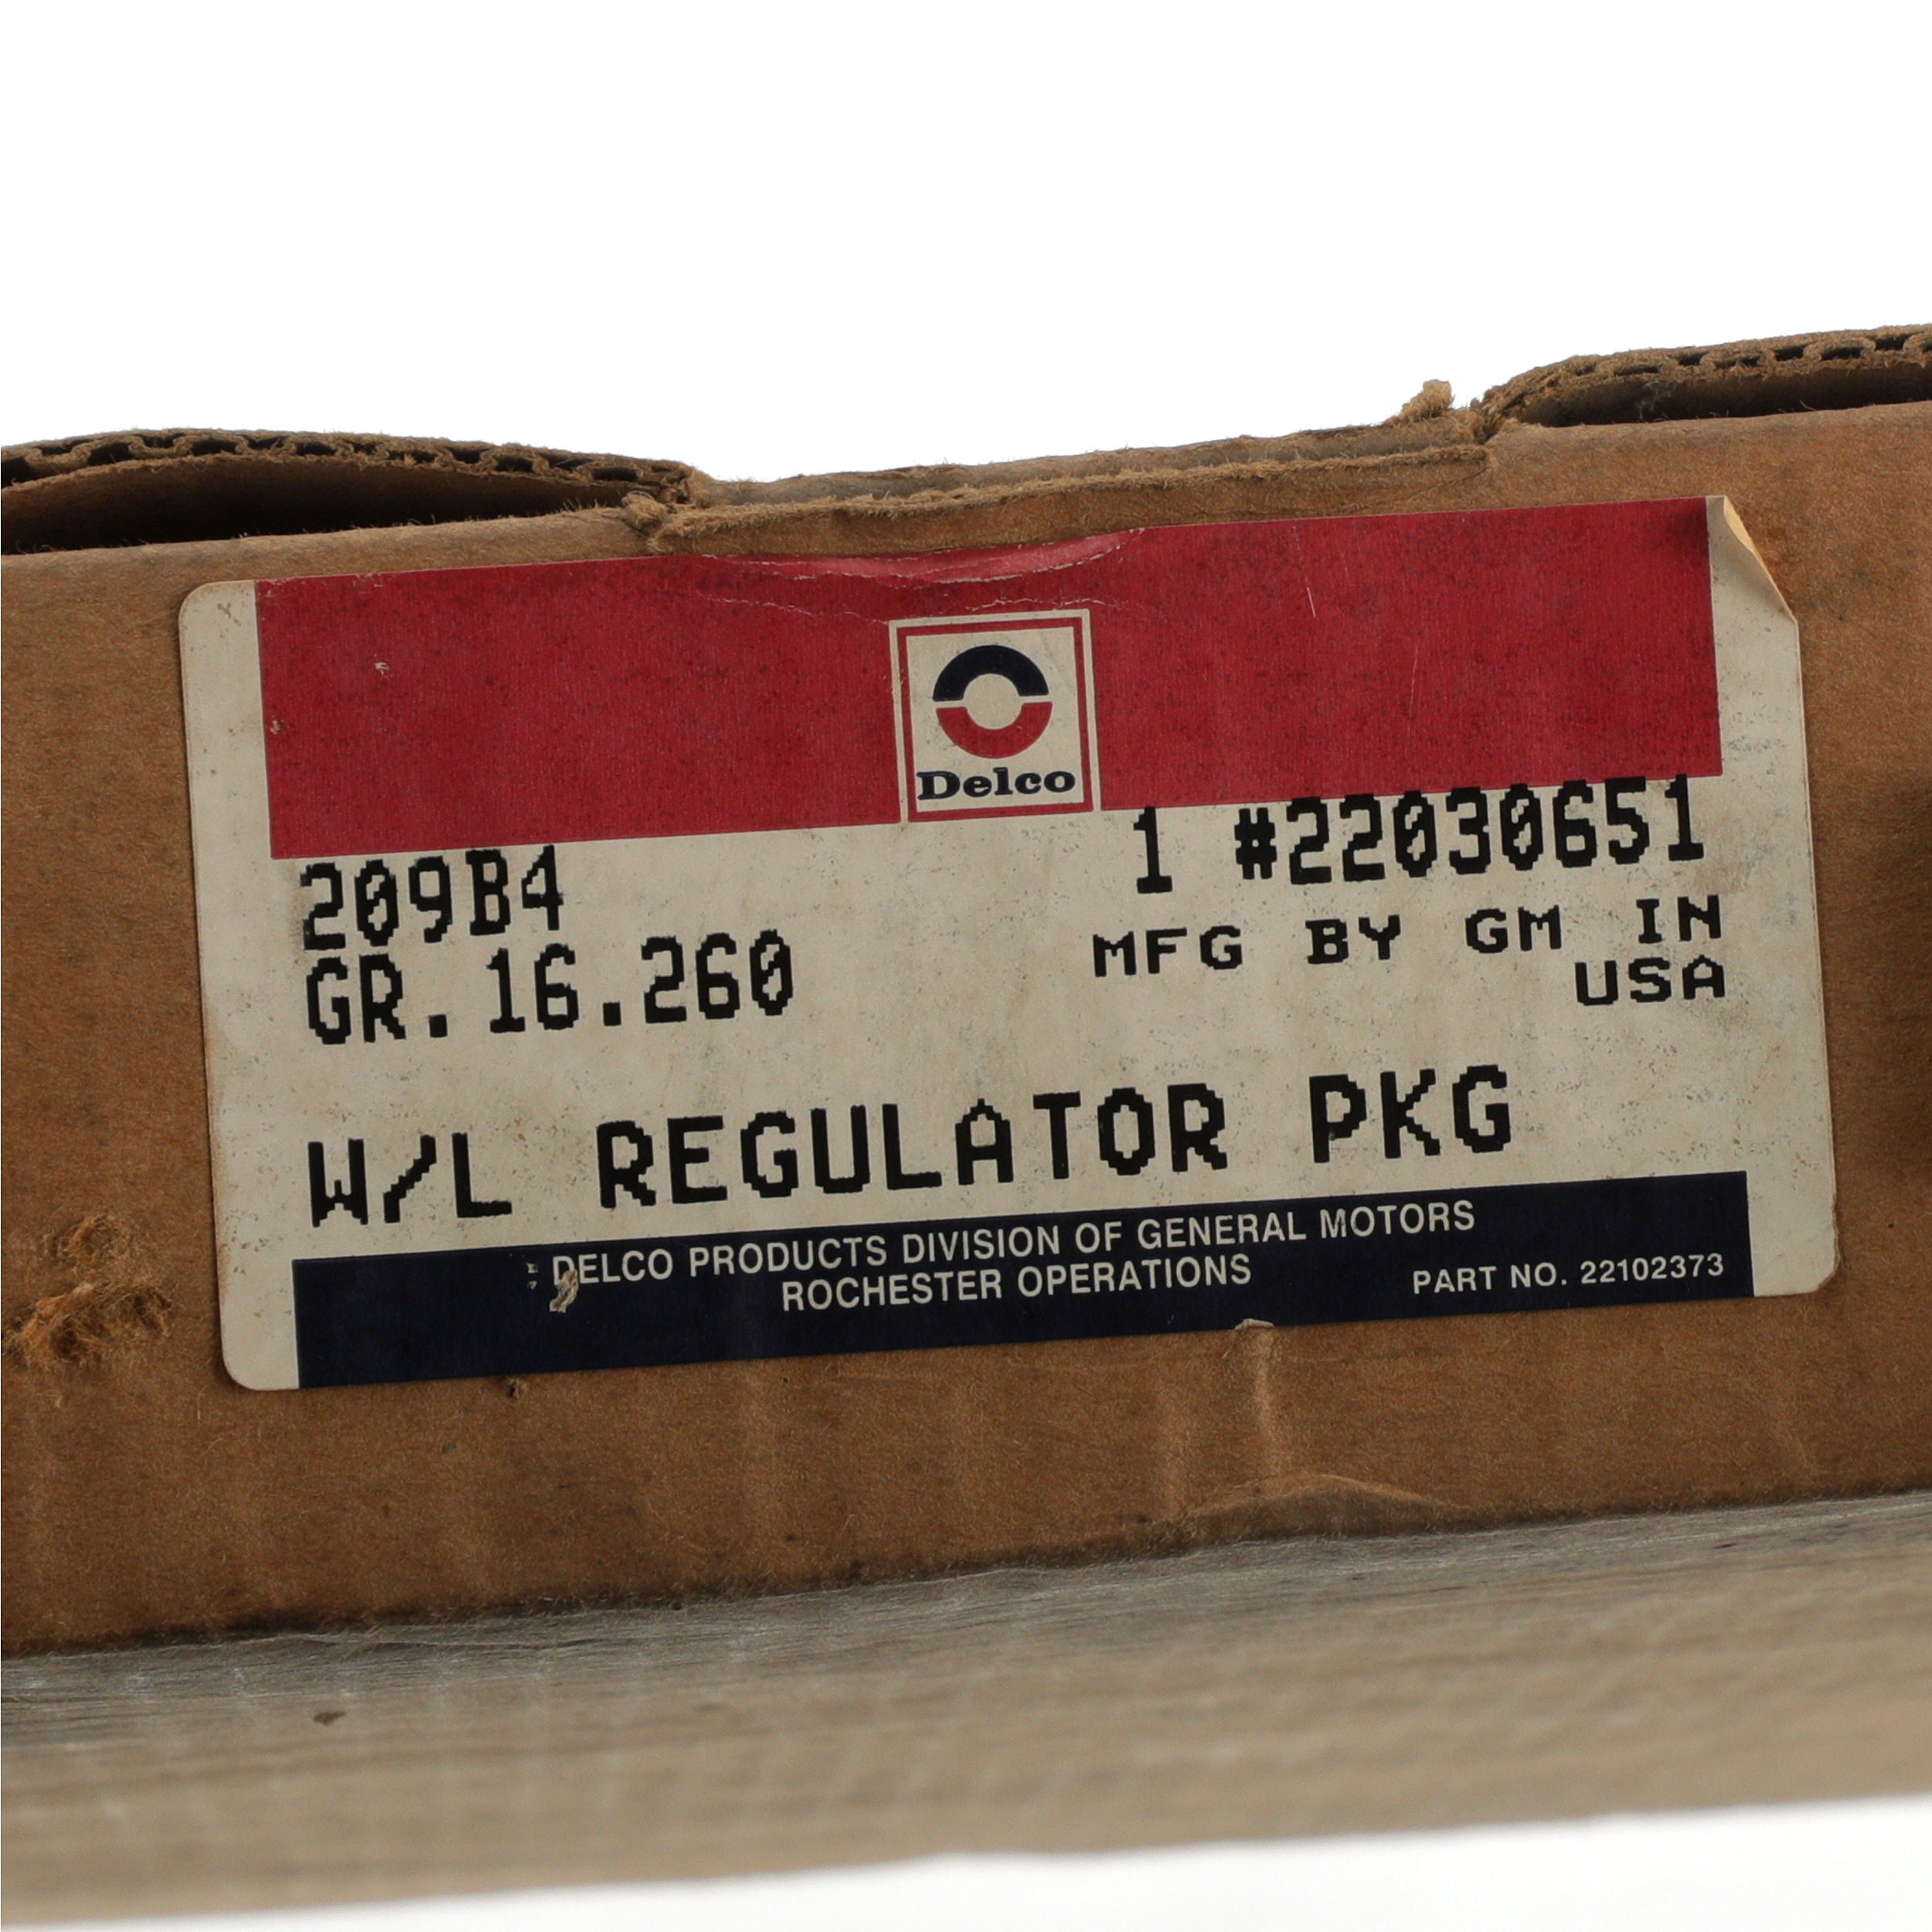 Delco
209B4
1 #22030651
GR.16.260
MFG BY GM IN
USA
W/L REGULATOR PKG
DELCO PRODUCTS DIVISION OF GENERAL MOTORS
ROCHESTER OPERATIONS
PART NO. 22102373